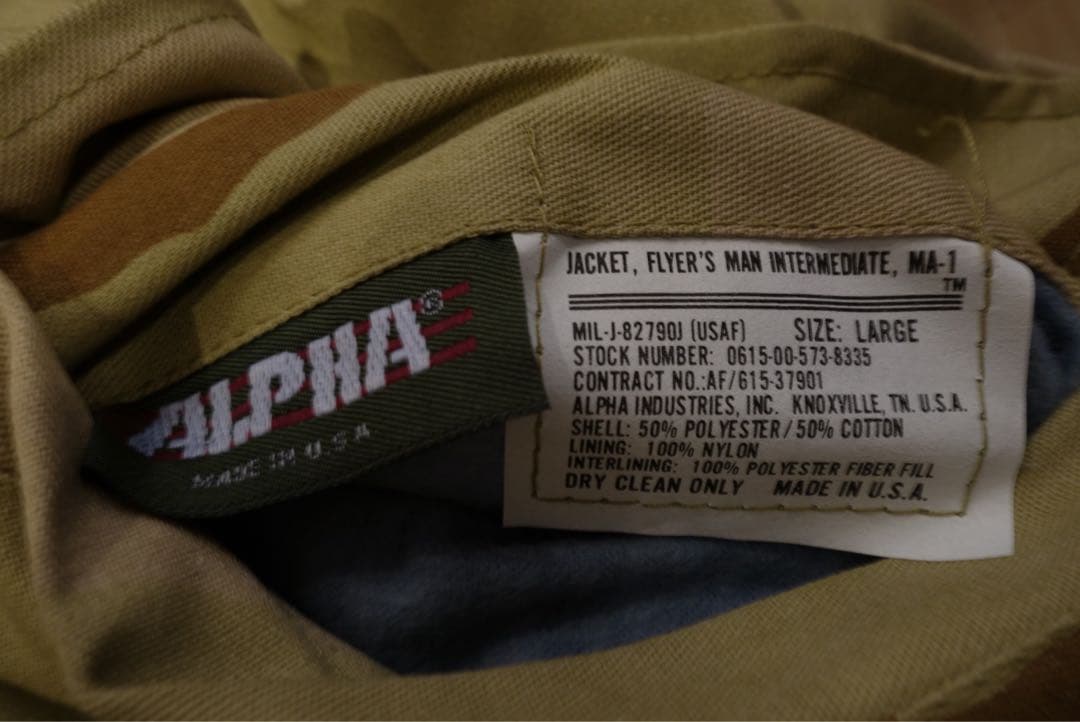 ALPHA®
MADE IN U.S.A
JACKET, FLYER'S MAN INTERMEDIATE, MA-1™
MIL-J-82790J (USAF) SIZE: LARGE
STOCK NUMBER: 0615-00-573-8335
CONTRACT NO.:AF/615-37901
ALPHA INDUSTRIES, INC. KNOXVILLE, TN. U.S.A.
SHELL: 50% POLYESTER/50% COTTON
LINING: 100% NYLON
INTERLINING: 100% POLYESTER FIBER FILL
DRY CLEAN ONLY MADE IN U.S.A.